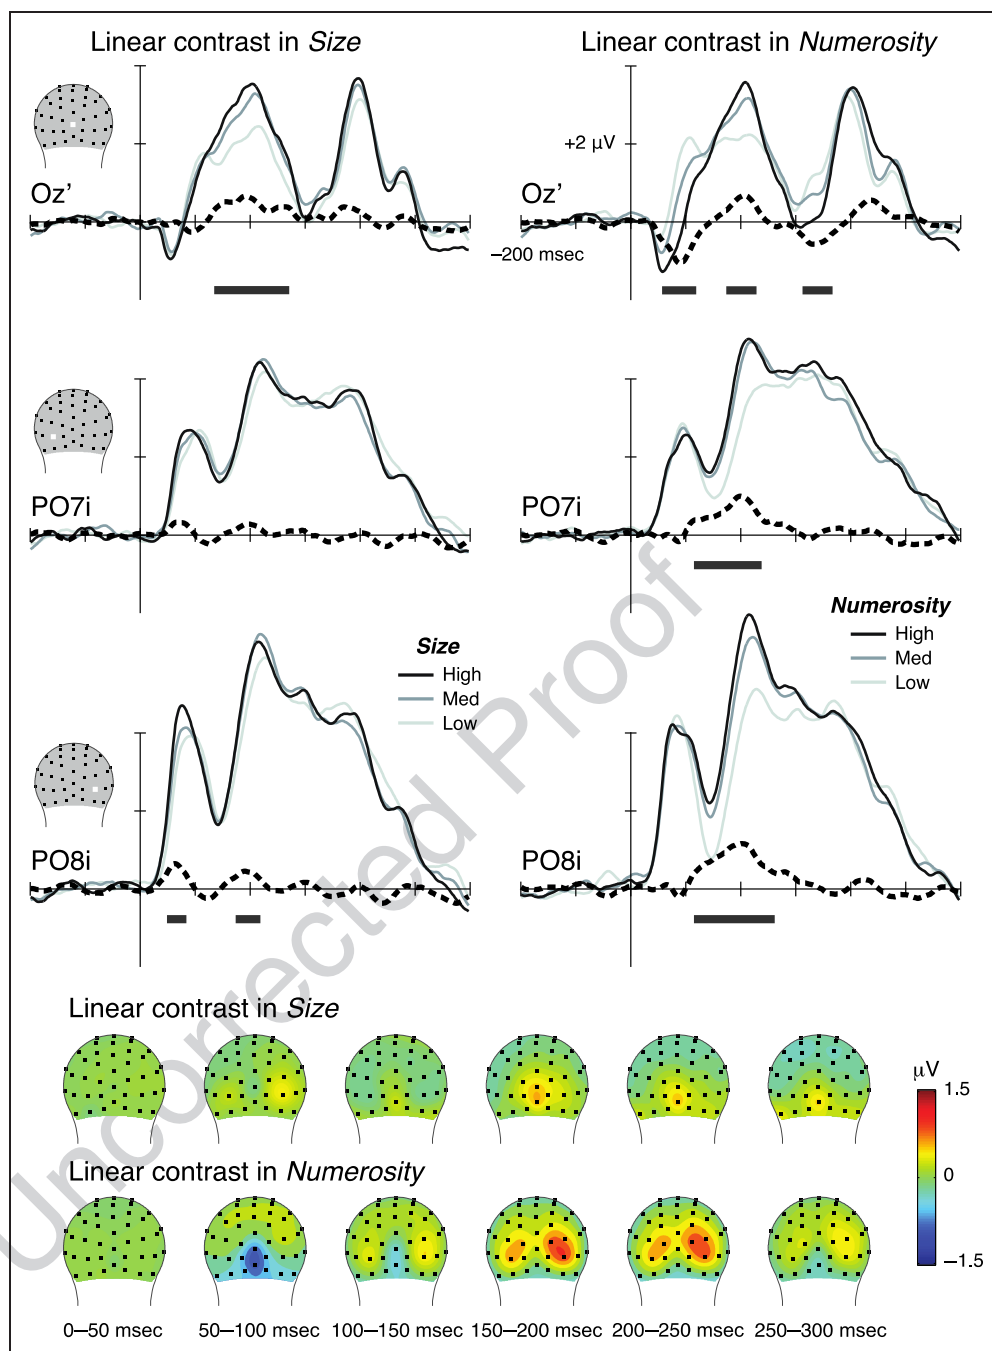 Linear contrast in Size
Linear contrast in Numerosity
Oz’
+2 μV
Oz’
–200 msec
PO7i
PO7i
Size
High
Med
Low
Numerosity
High
Med
Low
PO8i
PO8i
Linear contrast in Size
μV
1.5
0
–1.5
Linear contrast in Numerosity
0–50 msec
50–100 msec
100–150 msec
150–200 msec
200–250 msec
250–300 msec
Uncorrected Proof